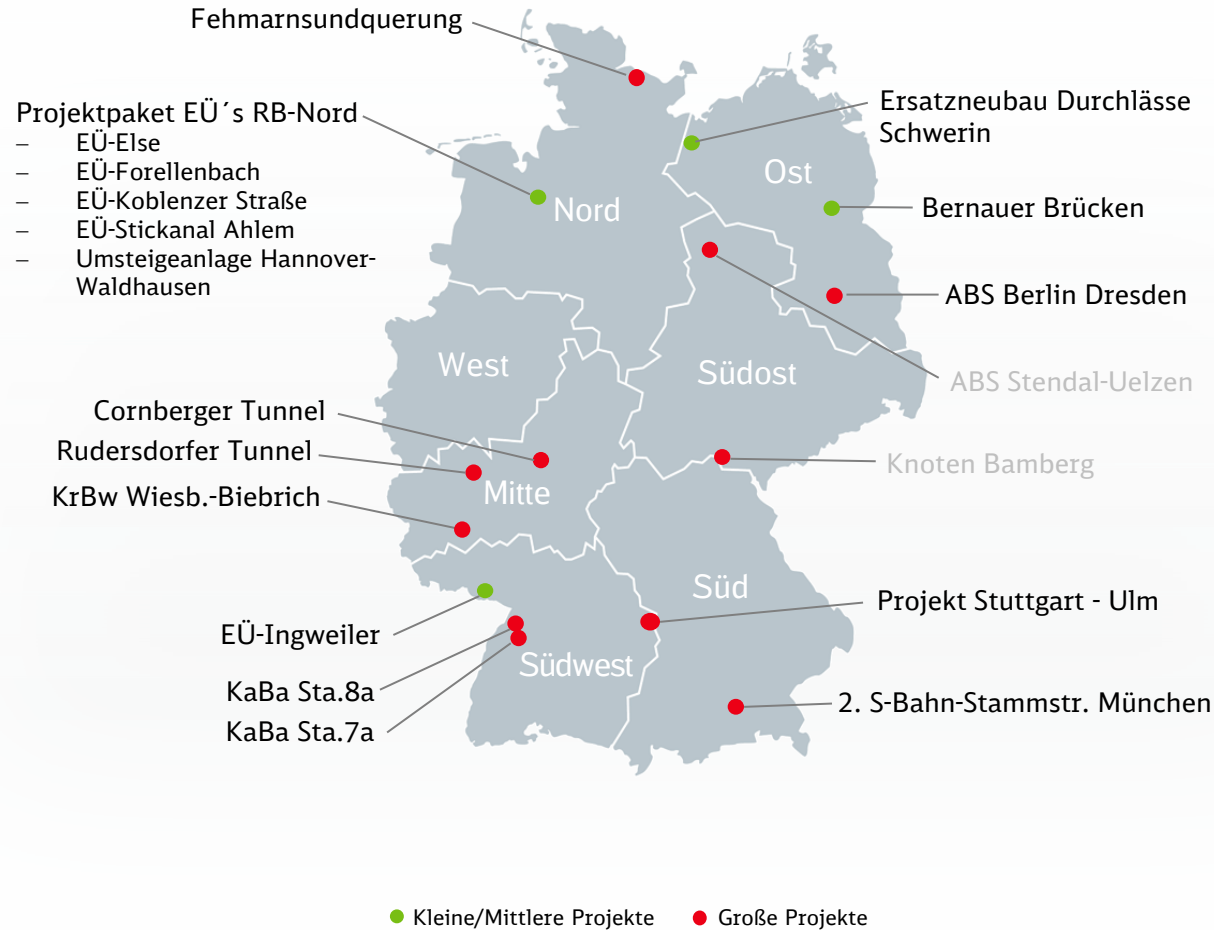 Fehmarnsundquerung
Projektpaket EÜ´s RB-Nord
– EÜ-Else
– EÜ-Forellenbach
– EÜ-Koblenzer Straße
– EÜ-Stickanal Ahlem
– Umsteigeanlage Hannover-
Waldhausen
Ersatzneubau Durchlässe
Schwerin
Ost
Nord
Bernauer Brücken
ABS Berlin Dresden
West
Südost
ABS Stendal-Uelzen
Cornberger Tunnel
Rudersdorfer Tunnel
Knoten Bamberg
KrBw Wiesb.-Biebrich
Mitte
Süd
Projekt Stuttgart - Ulm
EÜ-Ingweiler
Südwest
KaBa Sta.8a
2. S-Bahn-Stammstr. München
KaBa Sta.7a
Kleine/Mittlere Projekte
Große Projekte